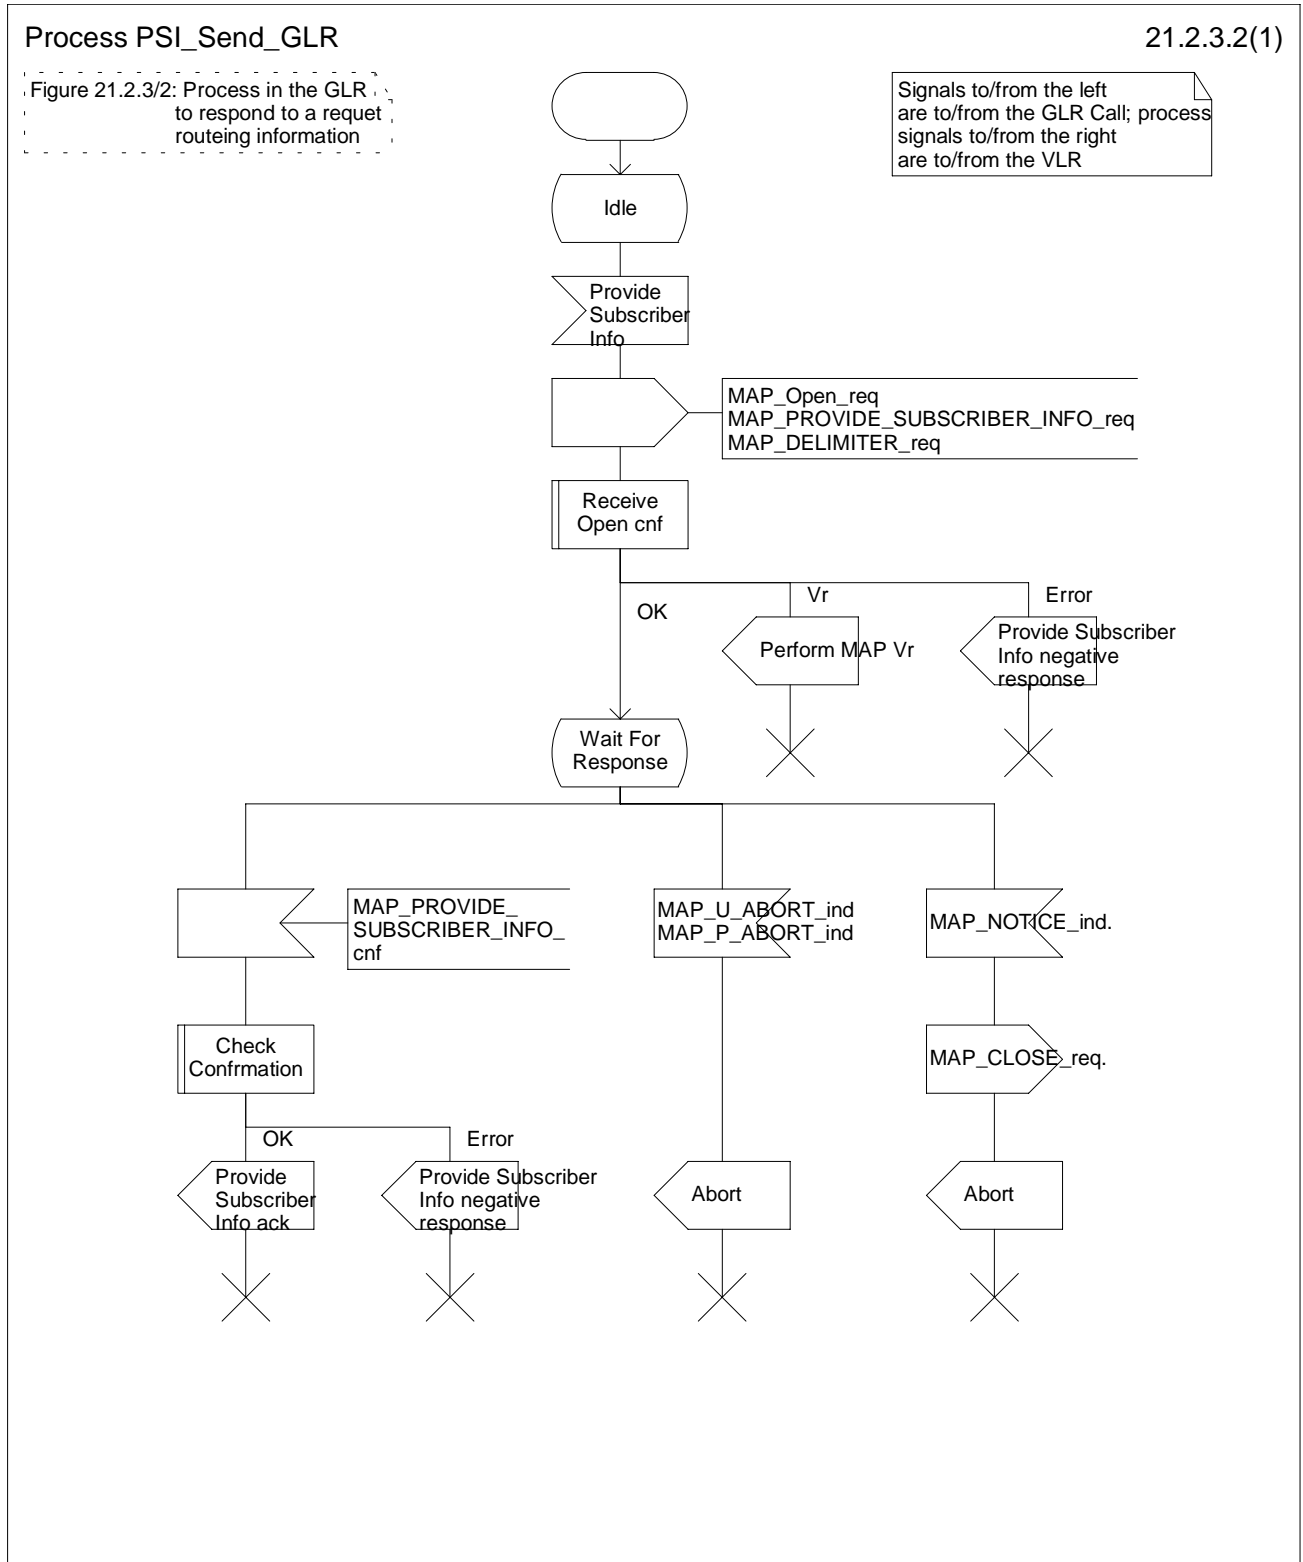 Process PSI_Send_GLR
21.2.3.2(1)
Figure 21.2.3/2: Process in the GLR
to respond to a requet
routeing information
Signals to/from the left
are to/from the GLR Call; process
signals to/from the right
are to/from the VLR
Idle
Provide
Subscriber
Info
MAP_Open_req
MAP_PROVIDE_SUBSCRIBER_INFO_req
MAP_DELIMITER_req
Receive
Open cnf
OK
Vr
Error
Perform MAP Vr
Provide Subscriber
Info negative
response
Wait For
Response
MAP_PROVIDE_
SUBSCRIBER_INFO_
cnf
MAP_U_ABORT_ind
MAP_P_ABORT_ind
MAP_NOTICE_ind.
Check
Confrmation
MAP_CLOSE_req.
OK
Error
Provide
Subscriber
Info ack
Provide Subscriber
Info negative
response
Abort
Abort